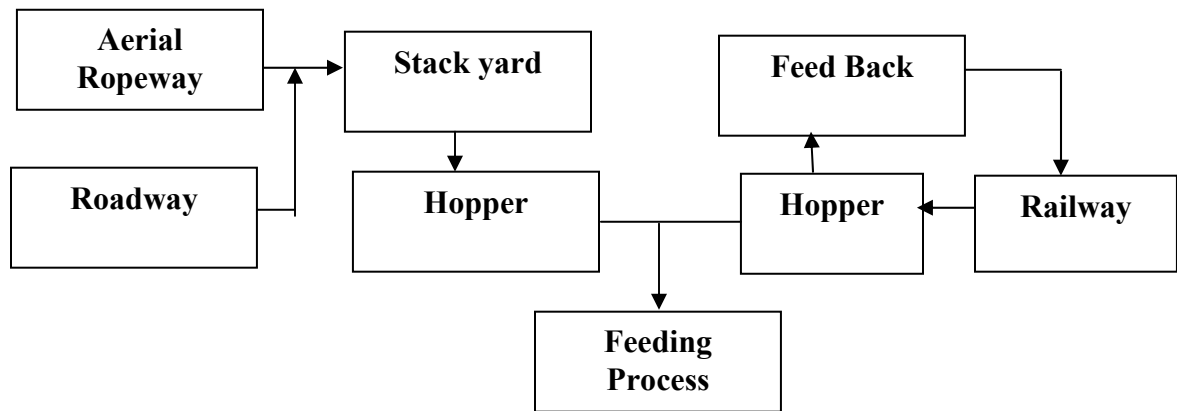 Aerial
Ropeway
Stack yard
Feed Back
Roadway
Hopper
Hopper
Railway
Feeding
Process